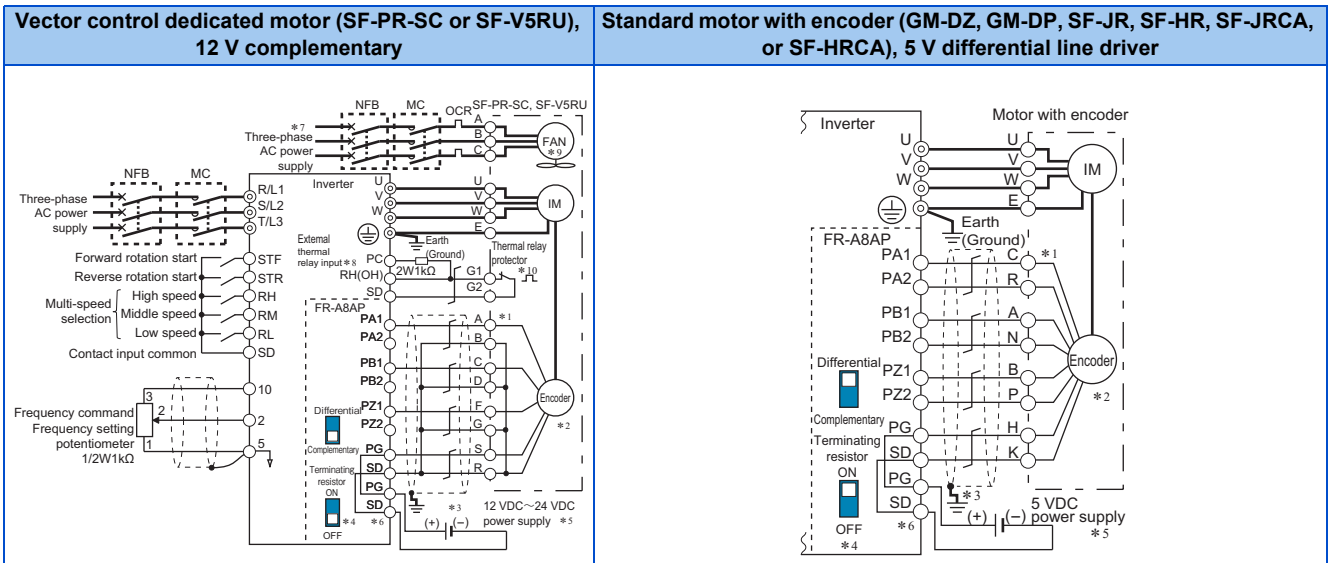 Vector control dedicated motor (SF-PR-SC or SF-V5RU),
12 V complementary
Standard motor with encoder (GM-DZ, GM-DP, SF-JR, SF-HR, SF-JRCA,
or SF-HRCA), 5 V differential line driver
NFB
MC
OCR
SF-PR-SC, SF-V5RU
*7
Three-phase
AC power
supply
A
B
C
FAN
*9
NFB
MC
Three-phase
AC power
supply
R/L1
S/L2
T/L3
Inverter
U
V
W
U
V
W
E
IM
Earth
(Ground)
External
thermal
relay input*8
PC
RH(OH)
SD
2W1kΩ
G1
G2
Thermal relay
protector
*10
Forward rotation start
Reverse rotation start
Multi-speed
selection
High speed
Middle speed
Low speed
Contact input common
STF
STR
RH
RM
RL
SD
Frequency command
Frequency setting
potentiometer
1/2W1kΩ
3
2
1
10
2
5
FR-A8AP
PA1
PA2
PB1
PB2
PZ1
PZ2
PG
SD
PG
SD
A
B
C
D
F
G
S
R
*1
Encoder
*2
Differential
Complementary
Terminating
resistor
ON
OFF
*4
*6
*3
(+)
(−)
12 VDC～24 VDC
power supply *5
Inverter
Motor with encoder
U
V
W
U
V
W
E
IM
Earth
(Ground)
FR-A8AP
PA1
PA2
PB1
PB2
PZ1
PZ2
PG
SD
PG
SD
C
R
A
N
B
P
H
K
*1
Encoder
*2
Differential
Complementary
Terminating
resistor
ON
OFF
*4
*6
*3
(+)
(−)
5 VDC
power supply
*5